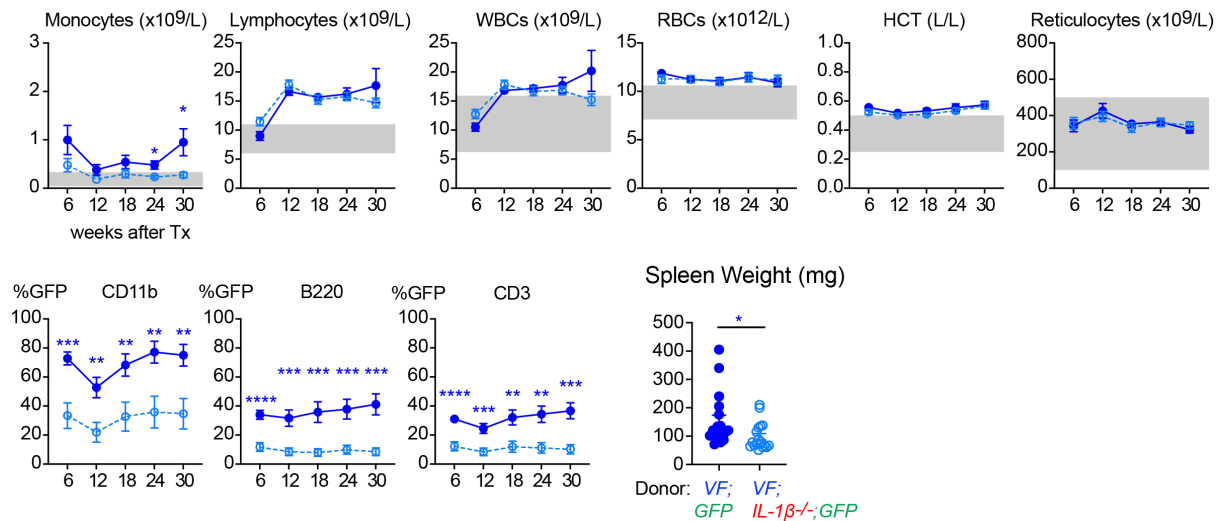 Monocytes (x10⁹/L) Lymphocytes (x10⁹/L) WBCs (x10⁹/L) RBCs (x10¹²/L) HCT (L/L) Reticulocytes (x10⁹/L)
3 25 25 15 1.0 800
20 20 0.8
2 10 600
15 15 0.6
400
10 10 0.4
1 5
5 5 0.2 200
0 0 0 0 0.0 0
* *
6 12 18 24 30 6 12 18 24 30 6 12 18 24 30 6 12 18 24 30 6 12 18 24 30 6 12 18 24 30
weeks after Tx
%GFP CD11b %GFP B220 %GFP CD3
100 100 100
80 80 80
60 60 60
40 40 40
20 20 20
0 0 0
*** ** ** ** **
**** *** *** *** ***
**** *** ** ** ***
6 12 18 24 30 6 12 18 24 30 6 12 18 24 30
Spleen Weight (mg)
500
400
300
200
100
0
*
Donor: VF; VF;
GFP IL-1β-/-;GFP